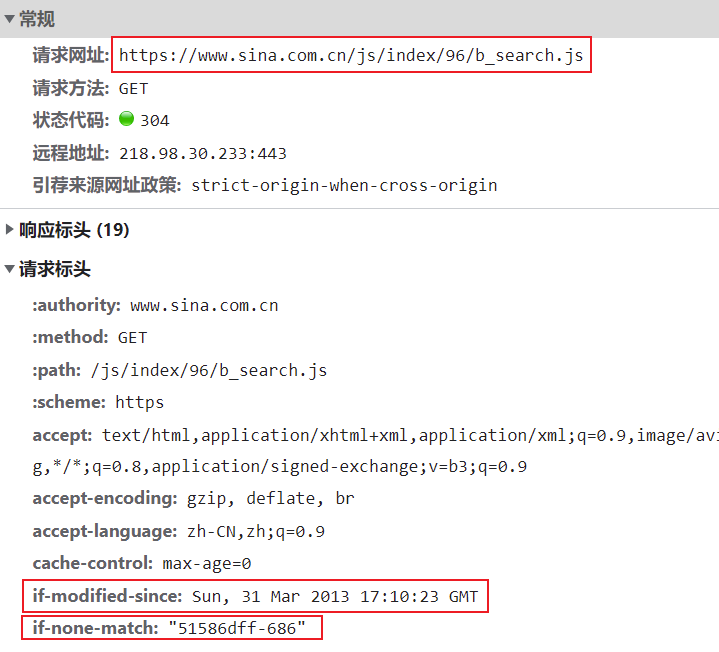 常规
请求网址: https://www.sina.com.cn/js/index/96/b_search.js
请求方法: GET
状态代码: 304
远程地址: 218.98.30.233:443
引荐来源网址政策: strict-origin-when-cross-origin
响应标头 (19)
请求标头
:authority: www.sina.com.cn
:method: GET
:path: /js/index/96/b_search.js
:scheme: https
accept: text/html,application/xhtml+xml,application/xml;q=0.9,image/avi
g,*/*;q=0.8,application/signed-exchange;v=b3;q=0.9
accept-encoding: gzip, deflate, br
accept-language: zh-CN,zh;q=0.9
cache-control: max-age=0
if-modified-since: Sun, 31 Mar 2013 17:10:23 GMT
if-none-match: "51586dff-686"